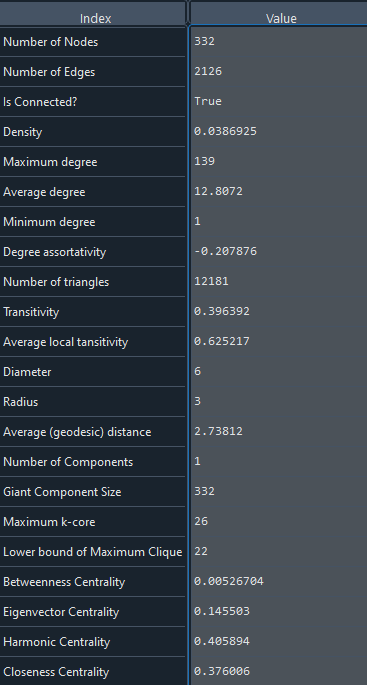 Index Value
Number of Nodes 332
Number of Edges 2126
Is Connected? True
Density 0.0386925
Maximum degree 139
Average degree 12.8072
Minimum degree 1
Degree assortativity -0.207876
Number of triangles 12181
Transitivity 0.396392
Average local tansitivity 0.625217
Diameter 6
Radius 3
Average (geodesic) distance 2.73812
Number of Components 1
Giant Component Size 332
Maximum k-core 26
Lower bound of Maximum Clique 22
Betweenness Centrality 0.00526704
Eigenvector Centrality 0.145503
Harmonic Centrality 0.405894
Closeness Centrality 0.376006